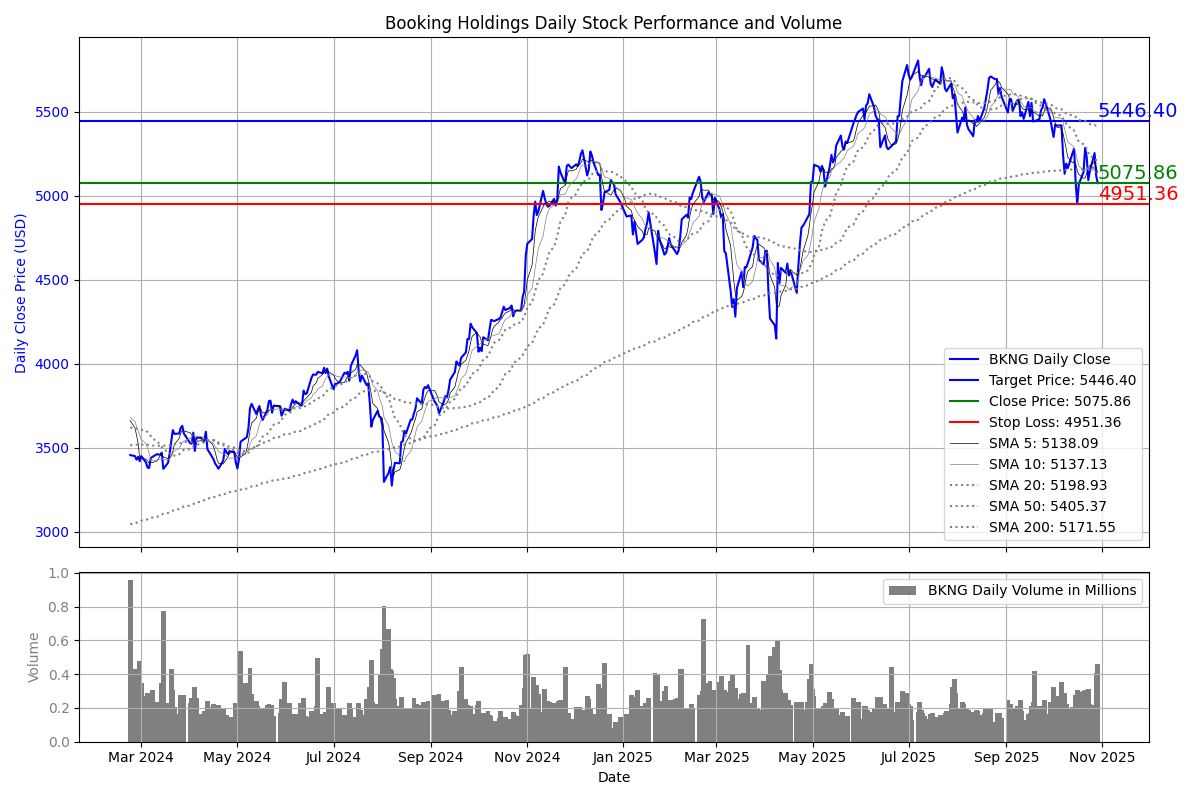 Booking Holdings Daily Stock Performance and Volume
Daily Close Price (USD)
5500
5000
4500
4000
3500
3000
5446.40
5075.86
4951.36
BKNG Daily Close
Target Price: 5446.40
Close Price: 5075.86
Stop Loss: 4951.36
SMA 5: 5138.09
SMA 10: 5137.13
SMA 20: 5198.93
SMA 50: 5405.37
SMA 200: 5171.55
Volume
1.0
0.8
0.6
0.4
0.2
0.0
BKNG Daily Volume in Millions
Mar 2024 May 2024 Jul 2024 Sep 2024 Nov 2024 Jan 2025 Mar 2025 May 2025 Jul 2025 Sep 2025 Nov 2025
Date